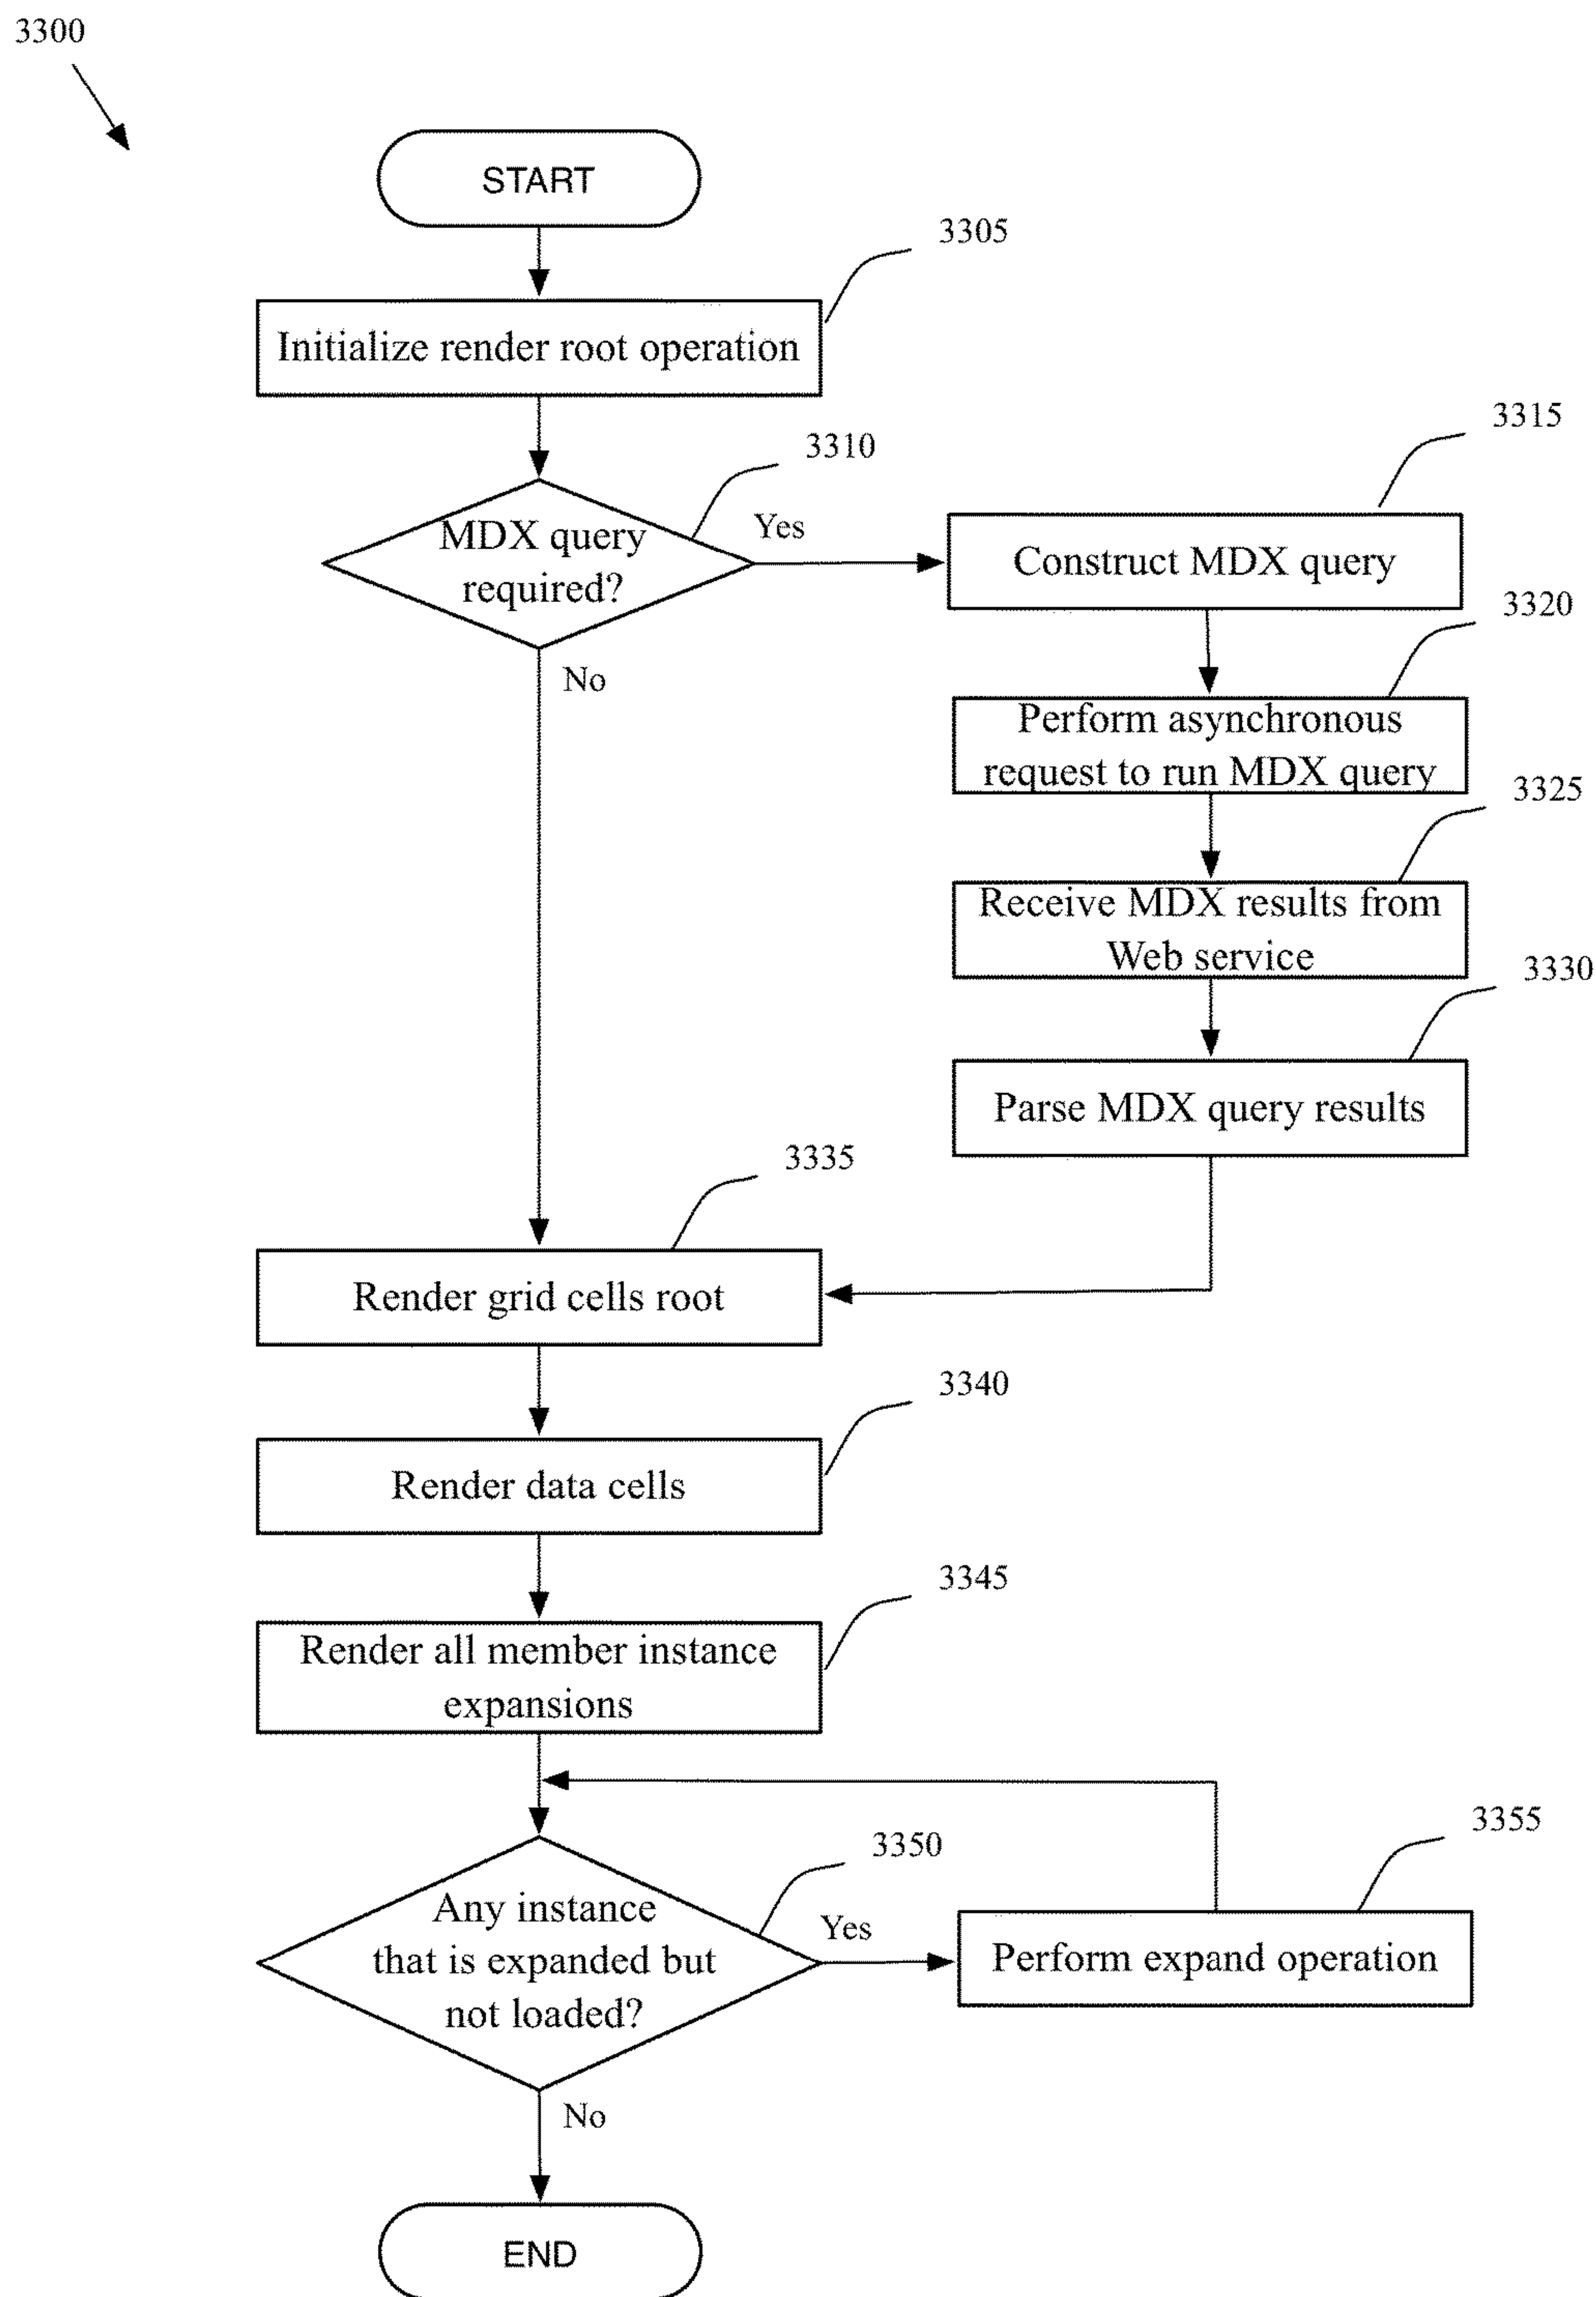 3300
START
3305
Initialize render root operation
3310
3315
MDX query
required?
Yes
Construct MDX query
3320
No
Perform asynchronous
request to run MDX query
3325
Receive MDX results from
Web service
3330
Parse MDX query results
3335
Render grid cells root
3340
Render data cells
3345
Render all member instance
expansions
3350
3355
Any instance
that is expanded but
not loaded?
Yes
Perform expand operation
No
END